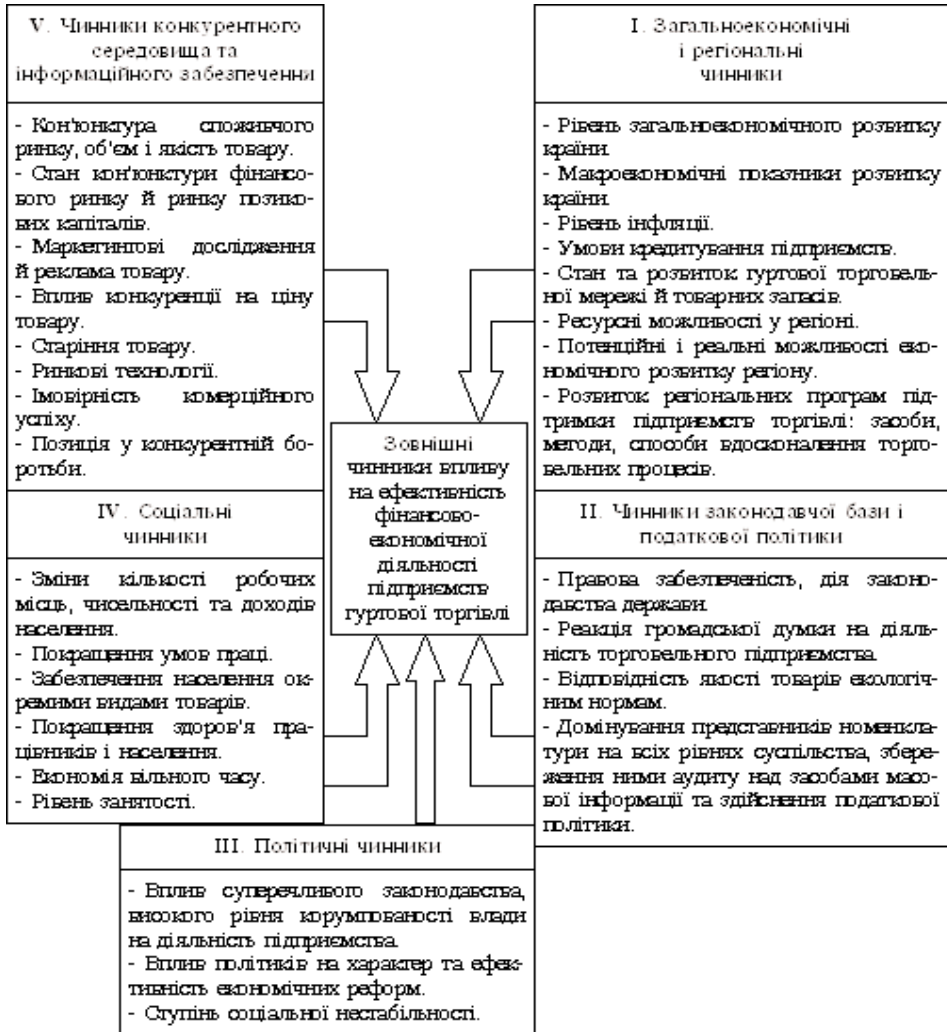 V. Чинники конкурентного
середовища та
інформаційного забезпечення
- Кон'юнктура споживчого
ринку, об'єм і якість товару.
- Стан кон'юнктури фінансо-
вого ринку й ринку позико-
вих капіталів.
- Маркетингові дослідження
й реклама товару.
- Вплив конкуренції на ціну
товару.
- Старіння товару.
- Ринкові технології.
- Імовірність комерційного
успіху.
- Позиція у конкурентній бо-
ротьби.
I. Загальноекономічні
і регіональні
чинники
- Рівень загальноекономічного розвитку
країни.
- Макроекономічні показники розвитку
країни.
- Рівень інфляції.
- Умови кредитування підприємств.
- Стан та розвиток гуртової торговель-
ної мережі й товарних запасів.
- Ресурсні можливості у регіоні.
- Потенційні і реальні можливості еко-
номічного розвитку регіону.
- Розвиток регіональних програм під-
тримки підприємств торгівлі: засоби,
методи, способи вдосконалення торго-
вельних процесів.
Зовнішні
чинники впливу
на ефективність
фінансово-
економічної
діяльності
підприємств
гуртової торгівлі
IV. Соціальні
чинники
- Зміни кількості робочих
місць, чисельності та доходів
населення.
- Покращення умов праці.
- Забезпечення населення ок-
ремими видами товарів.
- Покращення здоров'я пра-
цівників і населення.
- Економія вільного часу.
- Рівень занятості.
II. Чинники законодавчої бази і
податкової політики
- Правова забезпеченість, дія законо-
давства держави.
- Реакція громадської думки на діяль-
ність торговельного підприємства.
- Відповідність якості товарів екологіч-
ним нормам.
- Домінування представників номенкла-
тури на всіх рівнях суспільства, збере-
ження ними аудиту над засобами масо-
вої інформації та здійснення податкової
політики.
III. Політичні чинники
- Вплив суперечливого законодавства,
високого рівня корумпованості влади
на діяльність підприємства.
- Вплив політиків на характер та ефек-
тивність економічних реформ.
- Ступінь соціальної нестабільності.